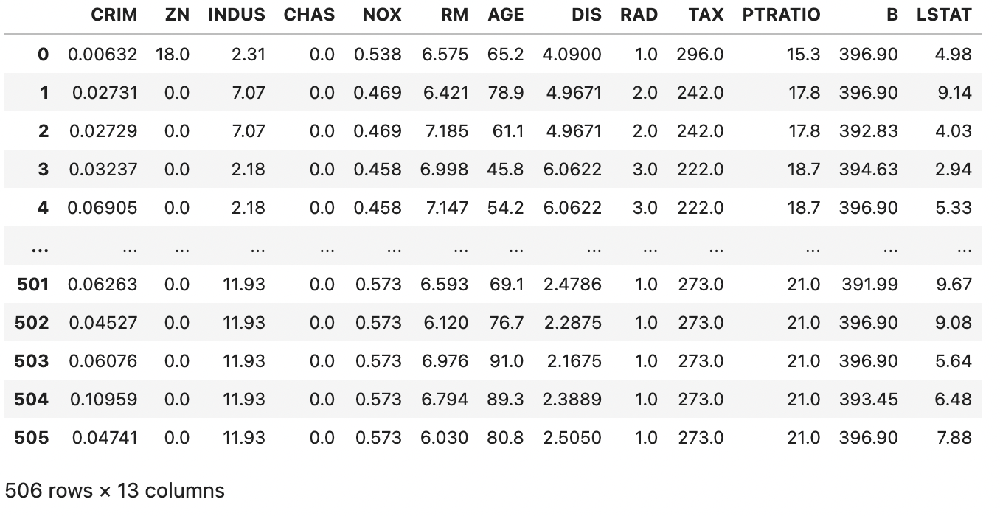 CRIM ZN INDUS CHAS NOX RM AGE DIS RAD TAX PTRATIO B LSTAT
0 0.00632 18.0 2.31 0.0 0.538 6.575 65.2 4.0900 1.0 296.0 15.3 396.90 4.98
1 0.02731 0.0 7.07 0.0 0.469 6.421 78.9 4.9671 2.0 242.0 17.8 396.90 9.14
2 0.02729 0.0 7.07 0.0 0.469 7.185 61.1 4.9671 2.0 242.0 17.8 392.83 4.03
3 0.03237 0.0 2.18 0.0 0.458 6.998 45.8 6.0622 3.0 222.0 18.7 394.63 2.94
4 0.06905 0.0 2.18 0.0 0.458 7.147 54.2 6.0622 3.0 222.0 18.7 396.90 5.33
... ... ... ... ... ... ... ... ... ... ... ... ... ...
501 0.06263 0.0 11.93 0.0 0.573 6.593 69.1 2.4786 1.0 273.0 21.0 391.99 9.67
502 0.04527 0.0 11.93 0.0 0.573 6.120 76.7 2.2875 1.0 273.0 21.0 396.90 9.08
503 0.06076 0.0 11.93 0.0 0.573 6.976 91.0 2.1675 1.0 273.0 21.0 396.90 5.64
504 0.10959 0.0 11.93 0.0 0.573 6.794 89.3 2.3889 1.0 273.0 21.0 393.45 6.48
505 0.04741 0.0 11.93 0.0 0.573 6.030 80.8 2.5050 1.0 273.0 21.0 396.90 7.88
506 rows × 13 columns